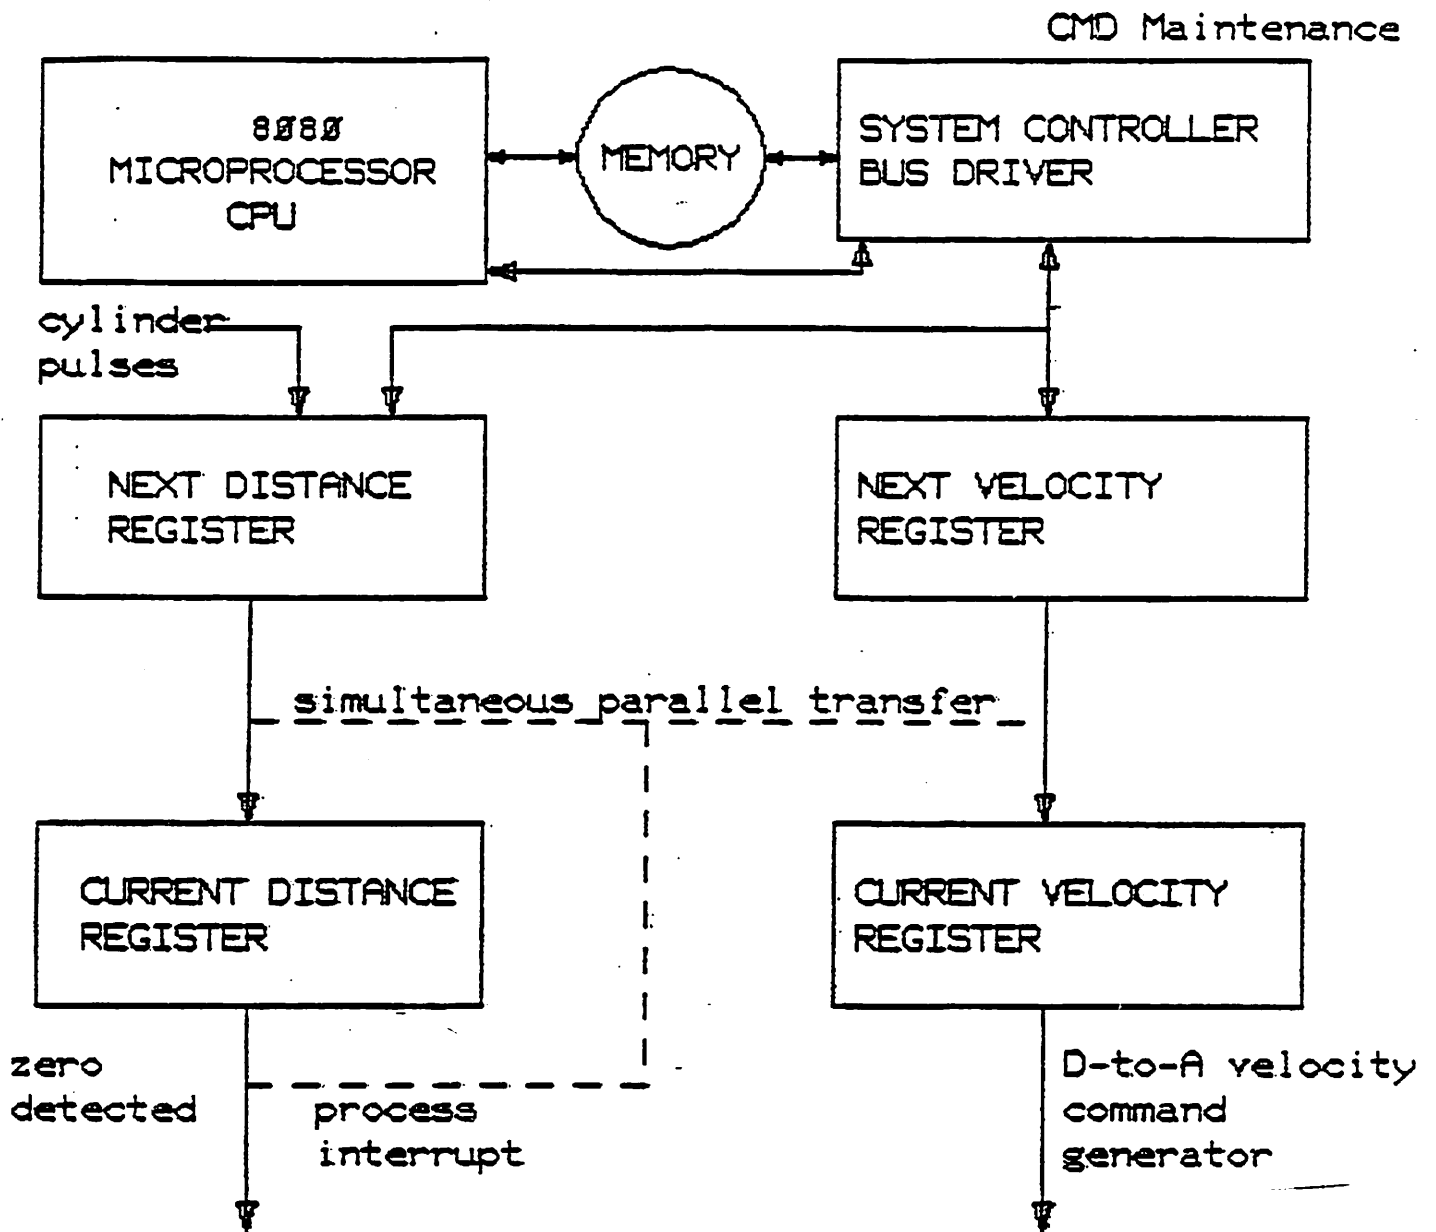 CMD Maintenance
8080
MICROPROCESSOR
CPU
MEMORY
SYSTEM CONTROLLER
BUS DRIVER
cylinder
pulses
NEXT DISTANCE
REGISTER
NEXT VELOCITY
REGISTER
simultaneous parallel transfer
CURRENT DISTANCE
REGISTER
CURRENT VELOCITY
REGISTER
zero
detected
process
interrupt
D-to-A velocity
command
generator